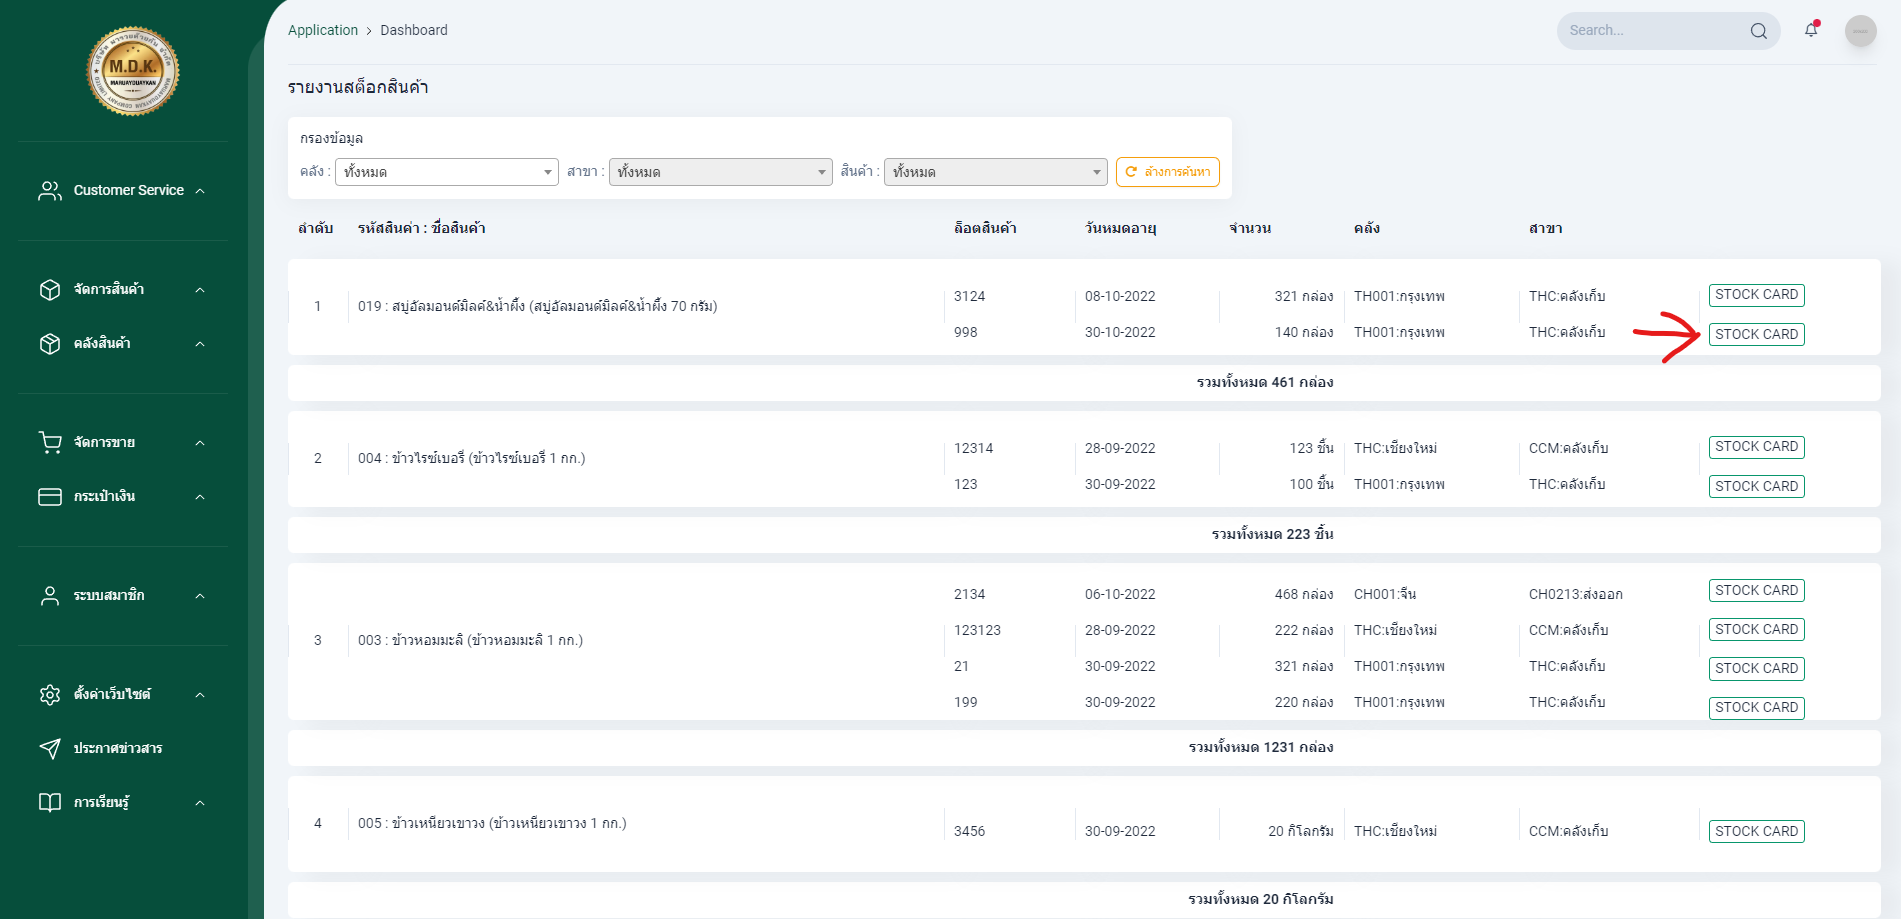 M.D.K.
MARUAYDUAYKAN
Customer Service
จัดการสินค้า
คลังสินค้า
จัดการขาย
กระเป๋าเงิน
ระบบสมาชิก
ตั้งค่าเว็บไซต์
ประกาศข่าวสาร
การเรียนรู้
Application > Dashboard
Search...
รายงานสต็อกสินค้า
กรองข้อมูล
คลัง : ทั้งหมด สาขา : ทั้งหมด สินค้า : ทั้งหมด ล้างการค้นหา
ลำดับ รหัสสินค่า : ชื่อสินค้า ล็อตสินค้า วันหมดอายุ จำนวน คลัง สาขา
1 019 : สบู่อัลมอนด์มิลค์&น้ำผึ้ง (สบู่อัลมอนด์มิลค์&น้ำผึ้ง 70 กรัม)
3124 08-10-2022 321 กล่อง TH001:กรุงเทพ THC:คลังเก็บ STOCK CARD
998 30-10-2022 140 กล่อง TH001:กรุงเทพ THC:คลังเก็บ STOCK CARD
รวมทั้งหมด 461 กล่อง
2 004 : ข้าวไรซ์เบอรี่ (ข้าวไรซ์เบอรี่ 1 กก.)
12314 28-09-2022 123 ชิ้น THC:เชียงใหม่ CCM:คลังเก็บ STOCK CARD
123 30-09-2022 100 ชิ้น TH001:กรุงเทพ THC:คลังเก็บ STOCK CARD
รวมทั้งหมด 223 ชิ้น
3 003 : ข้าวหอมมะลิ (ข้าวหอมมะลิ 1 กก.)
2134 06-10-2022 468 กล่อง CH001:จีน CH0213:ส่งออก STOCK CARD
123123 28-09-2022 222 กล่อง THC:เชียงใหม่ CCM:คลังเก็บ STOCK CARD
21 30-09-2022 321 กล่อง TH001:กรุงเทพ THC:คลังเก็บ STOCK CARD
199 30-09-2022 220 กล่อง TH001:กรุงเทพ THC:คลังเก็บ STOCK CARD
รวมทั้งหมด 1231 กล่อง
4 005 : ข้าวเหนียวเขาวง (ข้าวเหนียวเขาวง 1 กก.)
3456 30-09-2022 20 กิโลกรัม THC:เชียงใหม่ CCM:คลังเก็บ STOCK CARD
รวมทั้งหมด 20 กิโลกรัม